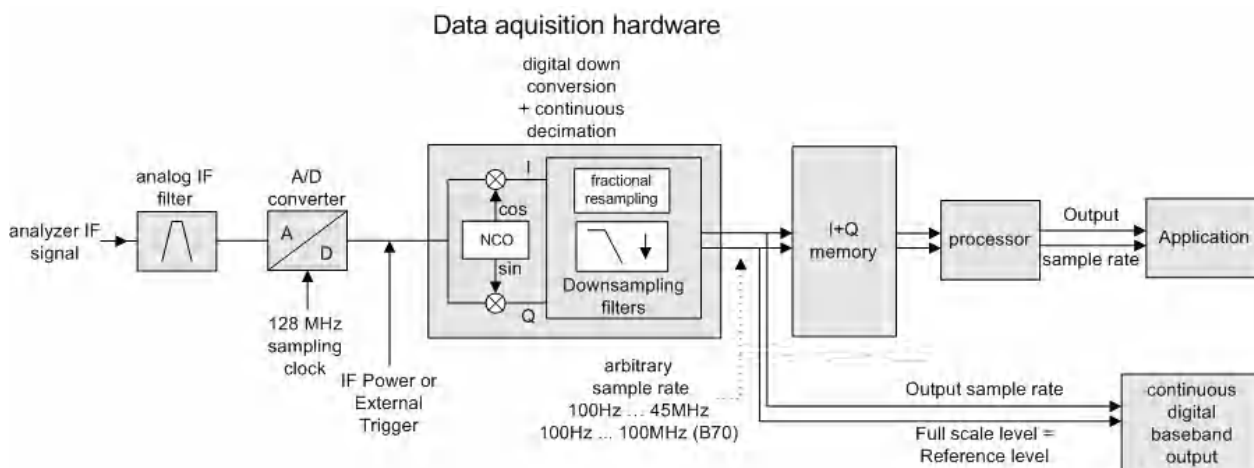 Data aquisition hardware
digital down
conversion
+ continuous
decimation
analog IF
filter
A/D
converter
analyzer IF
signal
A
D
128 MHz
sampling
clock
IF Power or
External
Trigger
I
cos
NCO
sin
Q
fractional
resampling
Downsampling
filters
arbitrary
sample rate
100Hz ... 45MHz
100Hz ... 100MHz (B70)
I+Q
memory
processor
Output
sample rate
Application
Output sample rate
Full scale level =
Reference level
continuous
digital
baseband
output